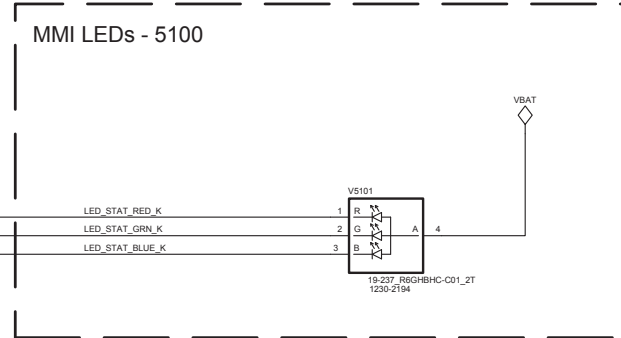 MMI LEDs - 5100
VBAT
V5101
LED_STAT_RED_K 1 R
LED_STAT_GRN_K 2 G A 4
LED_STAT_BLUE_K 3 B
19-237_R6GHBHC-C01_2T
1230-2194